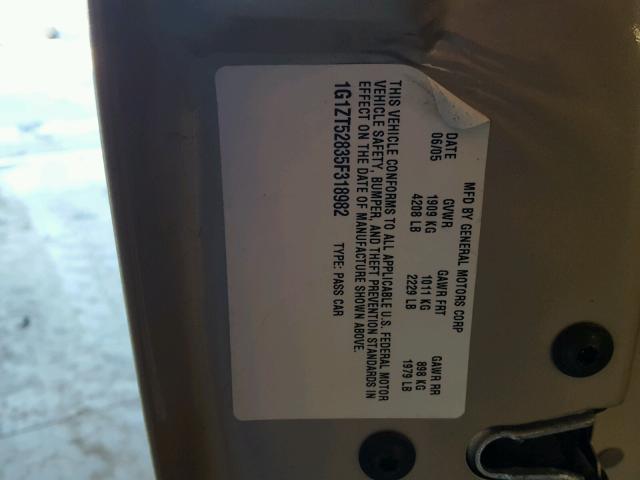 MFD BY GENERAL MOTORS CORP
DATE GVWR GAWR FRT GAWR RR
06/05 1909 KG 1011 KG 898 KG
4208 LB 2229 LB 1979 LB
THIS VEHICLE CONFORMS TO ALL APPLICABLE U.S. FEDERAL MOTOR
VEHICLE SAFETY, BUMPER, AND THEFT PREVENTION STANDARDS IN
EFFECT ON THE DATE OF MANUFACTURE SHOWN ABOVE.
1G1ZT52835F318982 TYPE: PASS CAR